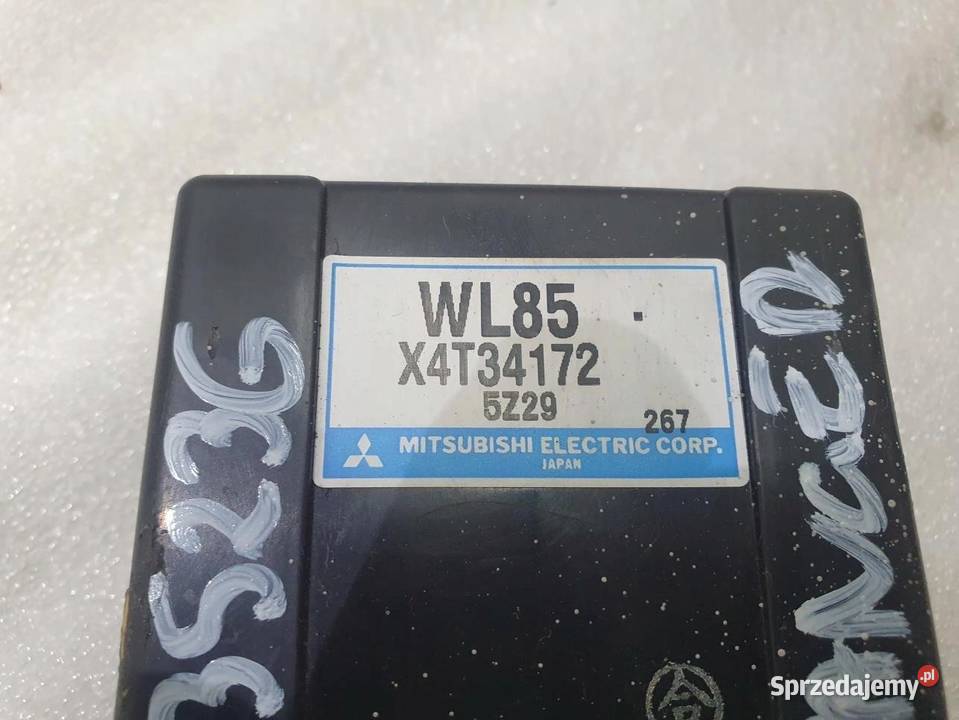 WL85 .
X4T34172
5Z29
267
MITSUBISHI ELECTRIC CORP.
JAPAN
Sprzedajemy.pl